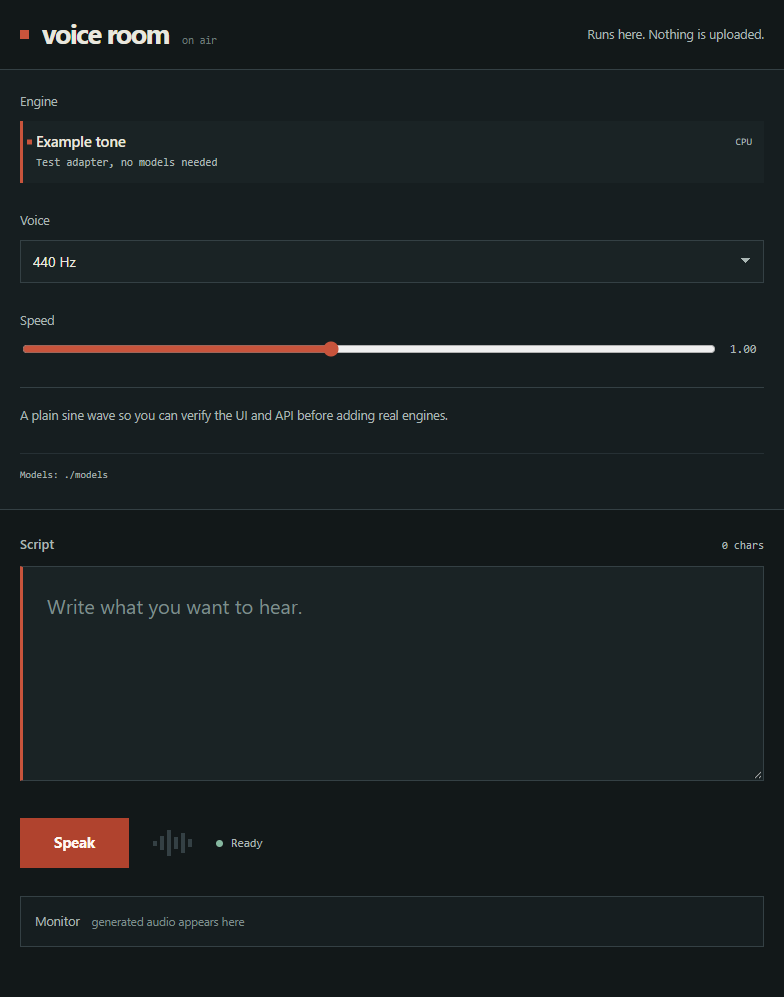 voice room on air Runs here. Nothing is uploaded.
Engine
Example tone CPU
Test adapter, no models needed
Voice
440 Hz
Speed
1.00
A plain sine wave so you can verify the UI and API before adding real engines.
Models: ./models
Script 0 chars
Write what you want to hear.
Speak Ready
Monitor generated audio appears here